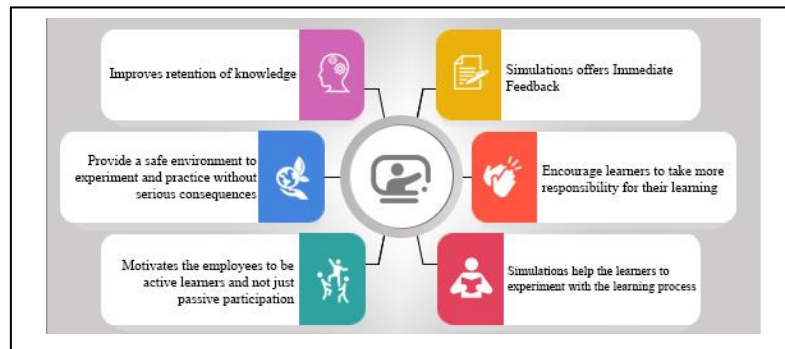 Improves retention of knowledge
Simulations offers Immediate
Feedback
Provide a safe environment to
experiment and practice without
serious consequences
Encourage learners to take more
responsibility for their learning
Motivates the employees to be
active learners and not just
passive participation
Simulations help the learners to
experiment with the learning process